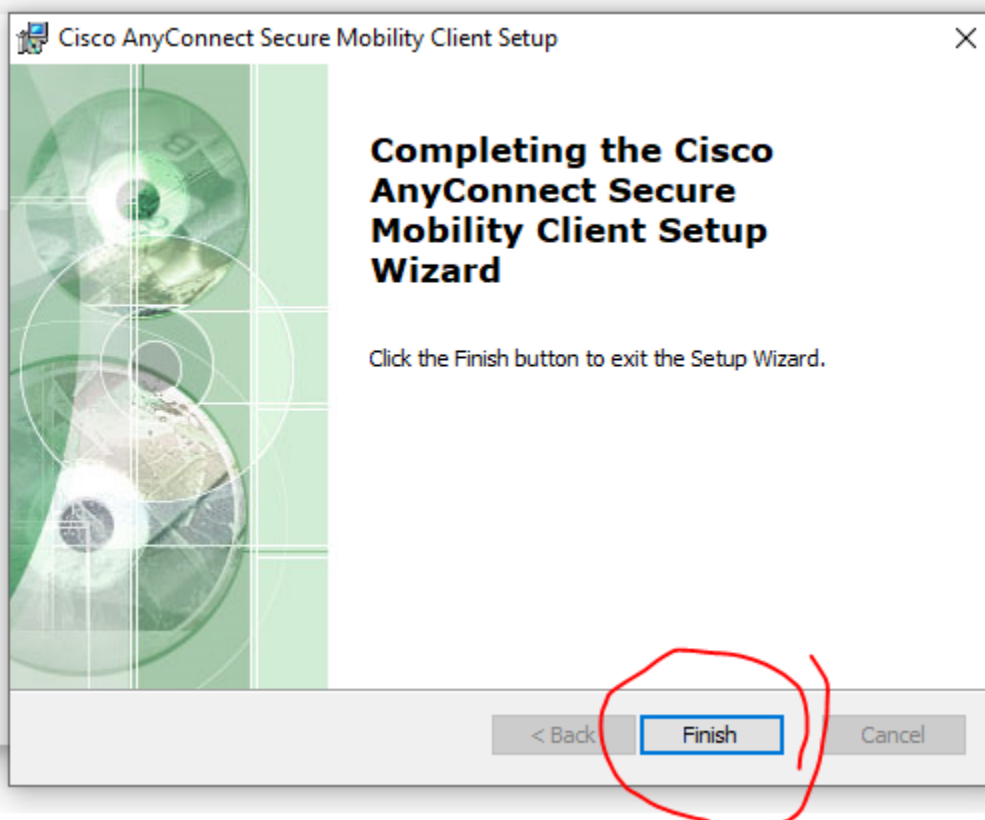 Cisco AnyConnect Secure Mobility Client Setup
Completing the Cisco
AnyConnect Secure
Mobility Client Setup
Wizard
Click the Finish button to exit the Setup Wizard.
< Back
Finish
Cancel